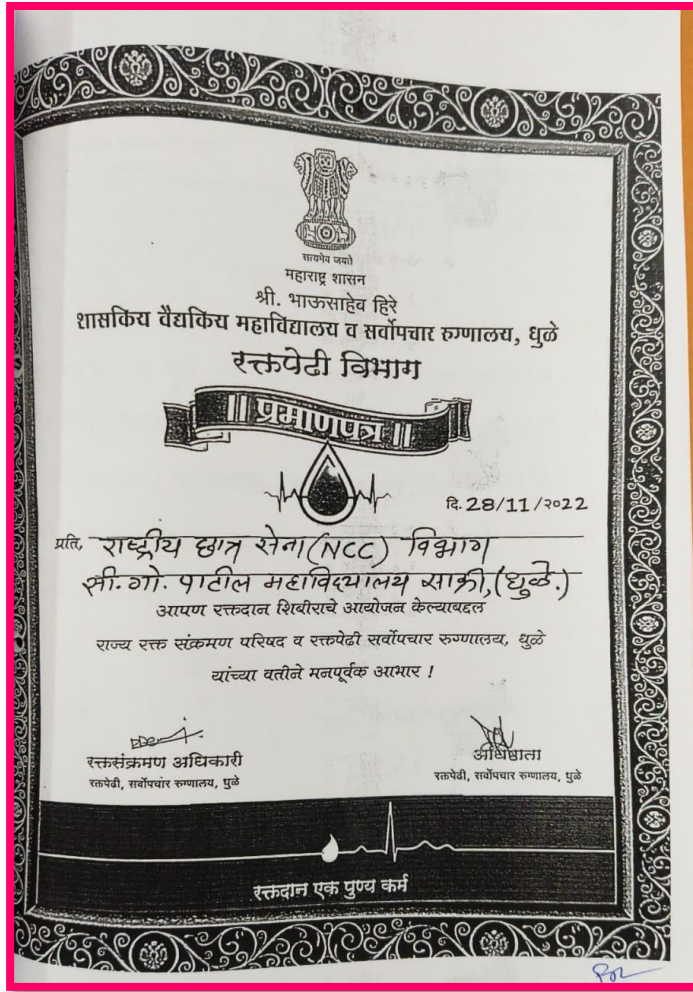 सत्यमेव जयते
महाराष्ट्र शासन
श्री. भाऊसाहेब हिरे
शासकिय वैद्यकिय महाविद्यालय व सर्वोपचार रुग्णालय, धुळे
रक्तपेढी विभाग
|| प्रमाणपत्र ||
दि. 28/11/२०22
प्रति, राष्ट्रीय छात्र सेना (NCC) विभाग
सी. गो. पाटील महाविद्यालय साक्री, (धुळे.)
आपण रक्तदान शिबीराचे आयोजन केल्याबद्दल
राज्य रक्त संक्रमण परिषद व रक्तपेढी सर्वोपचार रुग्णालय, धुळे
यांच्या वतीने मनपूर्वक आभार !
रक्तसंक्रमण अधिकारी
रक्तपेढी, सर्वोपचार रुग्णालय, धुळे
अधिष्ठाता
रक्तपेढी, सर्वोपचार रुग्णालय, धुळे
रक्तदान एक पुण्य कर्म